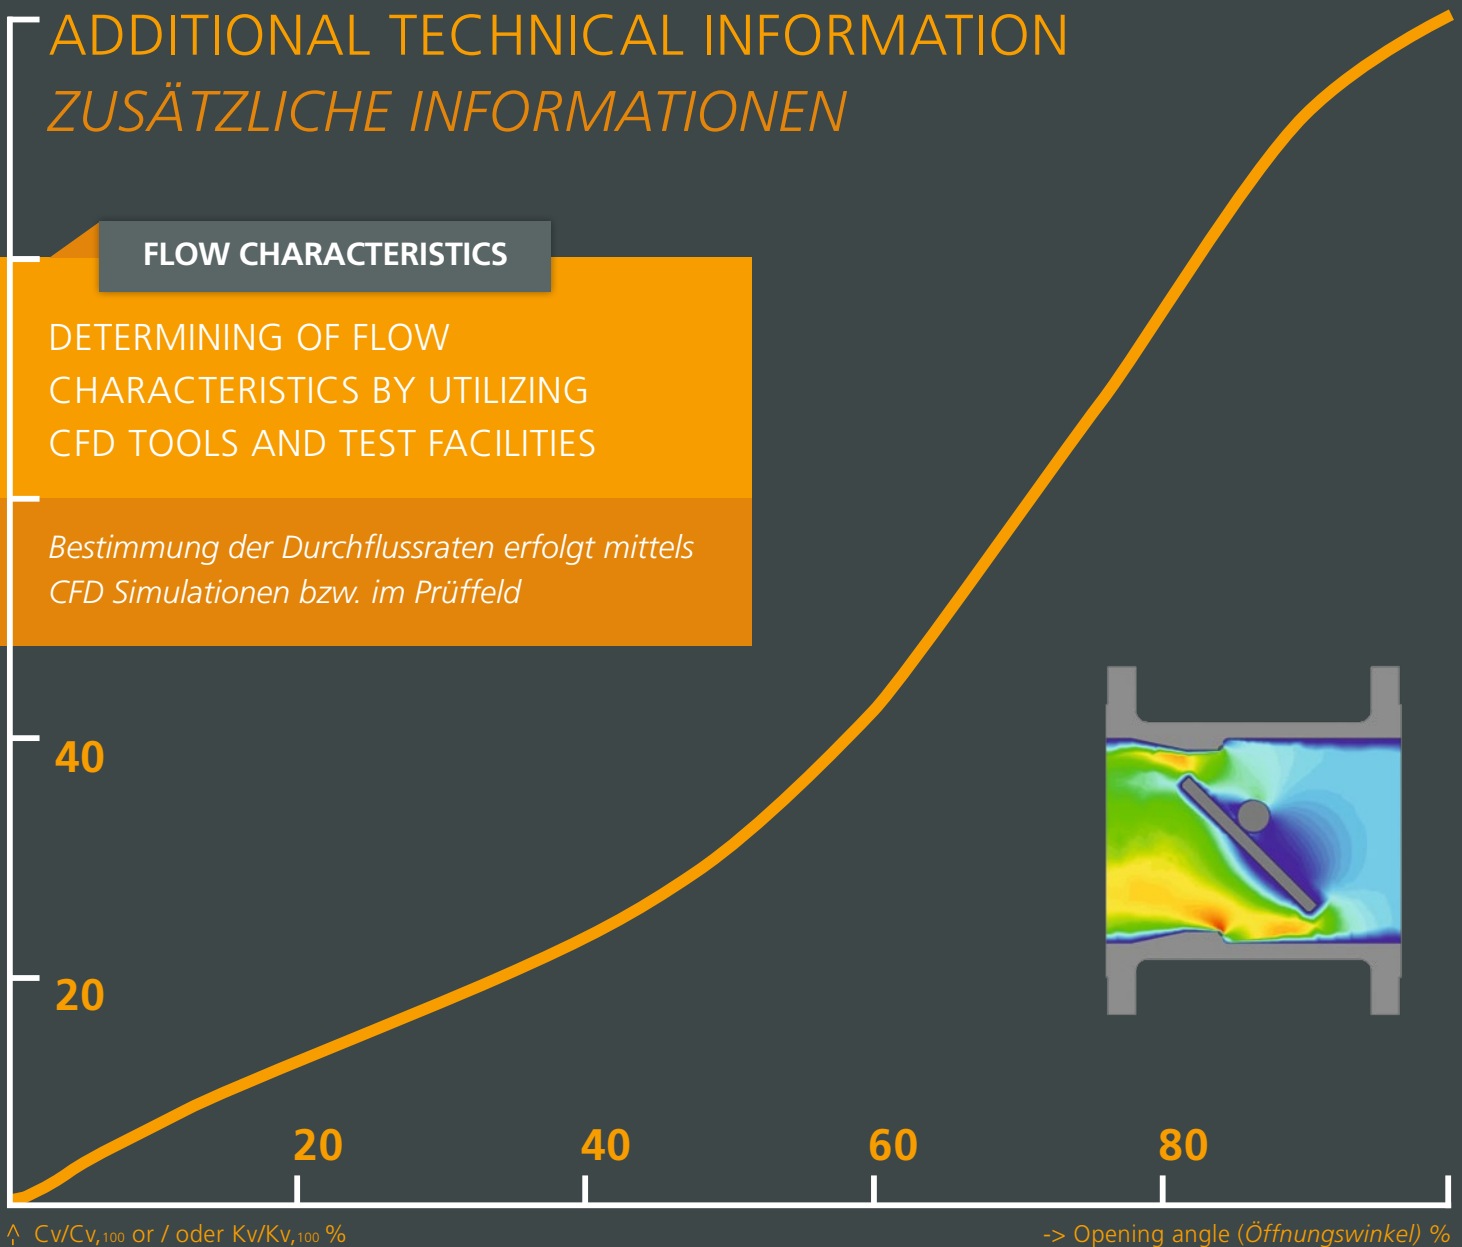 ADDITIONAL TECHNICAL INFORMATION
ZUSÄTZLICHE INFORMATIONEN
FLOW CHARACTERISTICS
DETERMINING OF FLOW
CHARACTERISTICS BY UTILIZING
CFD TOOLS AND TEST FACILITIES
Bestimmung der Durchflussraten erfolgt mittels
CFD Simulationen bzw. im Prüffeld
40
20
20 40 60 80
Cv/Cv,100 or / oder Kv/Kv,100 %
-> Opening angle (Öffnungswinkel) %